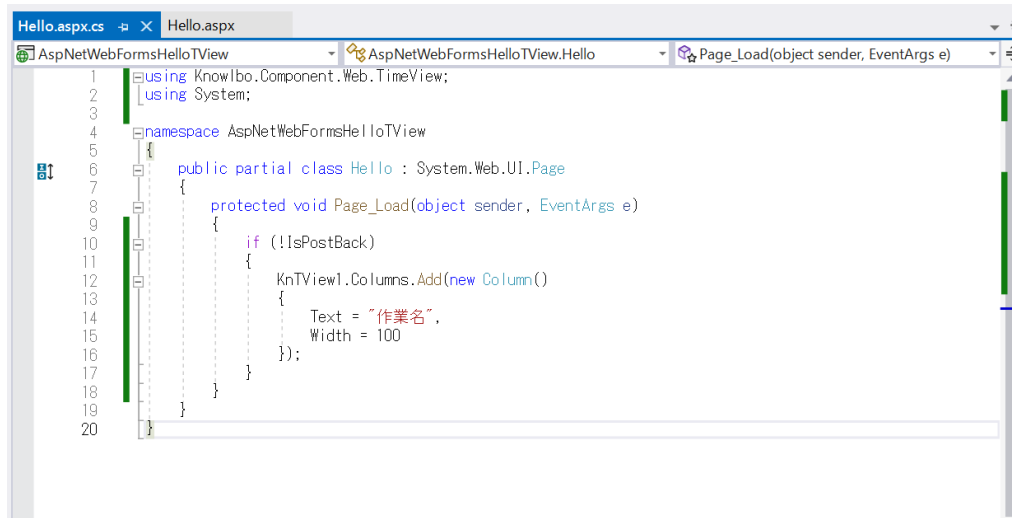 Hello.aspx.cs Hello.aspx
AspNetWebFormsHelloTView AspNetWebFormsHelloTView.Hello Page_Load(object sender, EventArgs e)
1 using Knowlbo.Component.Web.TimeView;
2 using System;
3
4 namespace AspNetWebFormsHelloTView
5 {
6 public partial class Hello : System.Web.UI.Page
7 {
8 protected void Page_Load(object sender, EventArgs e)
9 {
10 if (!IsPostBack)
11 {
12 KnTView1.Columns.Add(new Column()
13 {
14 Text = "作業名",
15 Width = 100
16 });
17 }
18 }
19 }
20 }